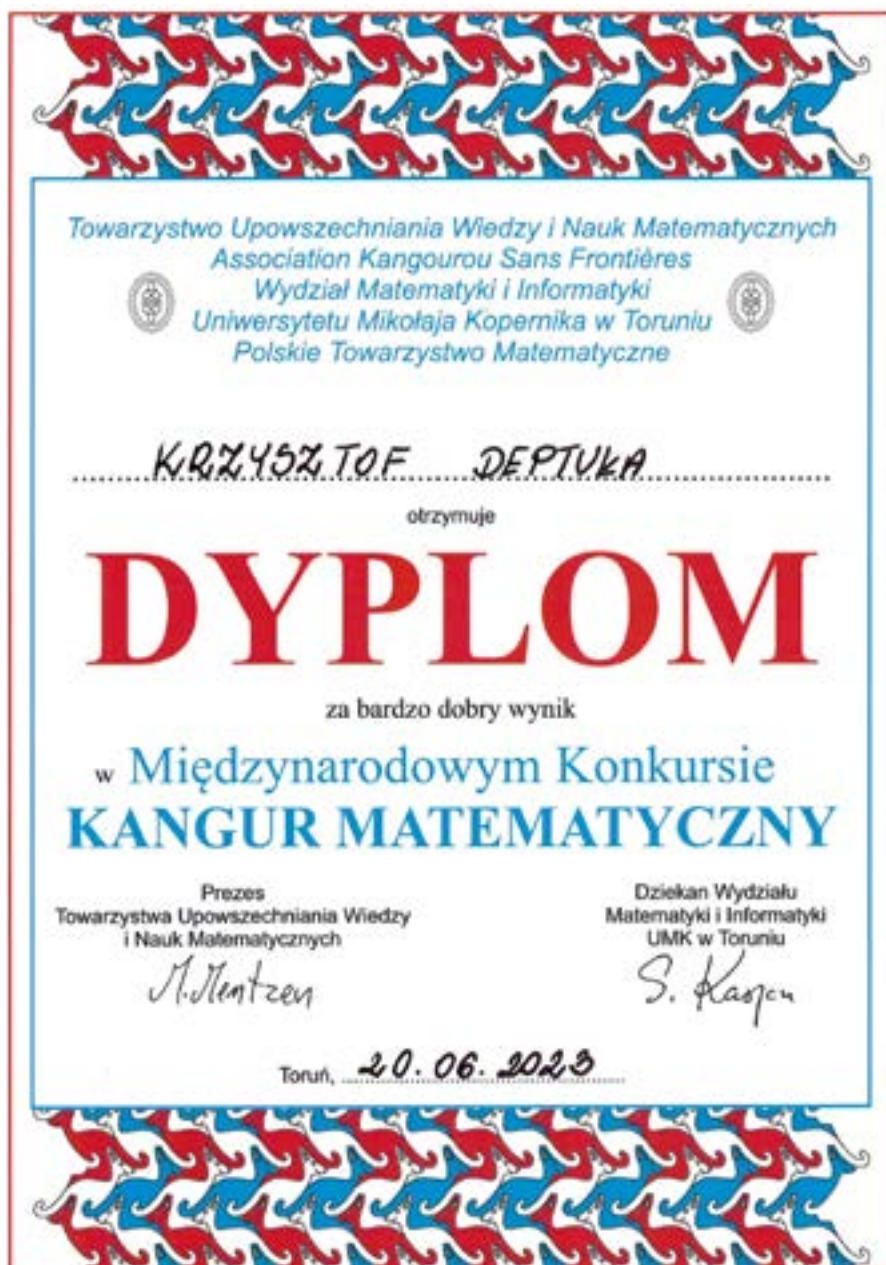 Towarzystwo Upowszechniania Wiedzy i Nauk Matematycznych
Association Kangourou Sans Frontières
Wydział Matematyki i Informatyki
Uniwersytetu Mikołaja Kopernika w Toruniu
Polskie Towarzystwo Matematyczne
KRZYSZTOF DEPTUŁA
otrzymuje
DYPLOM
za bardzo dobry wynik
w Międzynarodowym Konkursie
KANGUR MATEMATYCZNY
Prezes
Towarzystwa Upowszechniania Wiedzy
i Nauk Matematycznych
M. Mentzen
Dziekan Wydziału
Matematyki i Informatyki
UMK w Toruniu
S. Kasjan
Toruń, 20.06.2023